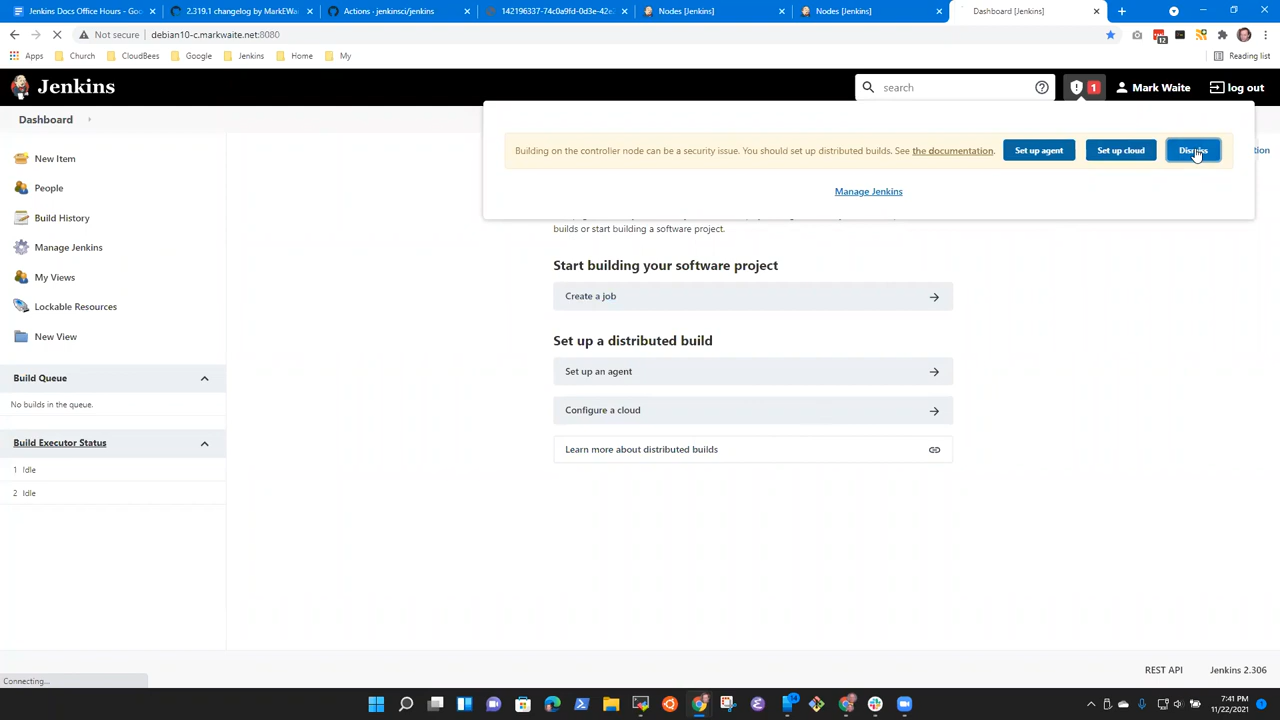 Jenkins Docs Office Hours - Goo
2.319.1 changelog by MarkEWai
Actions · jenkinsci/jenkins
142196337-74c0a9fd-0d3e-42e
Nodes [Jenkins]
Nodes [Jenkins]
Dashboard [Jenkins]
Not secure
debian10-c.markwaite.net:8080
12
Apps
Church
CloudBees
Google
Jenkins
Home
My
Reading list
Jenkins
search
1
Mark Waite
log out
Dashboard
Building on the controller node can be a security issue. You should set up distributed builds. See the documentation.
Set up agent
Set up cloud
Dismiss
tion
Manage Jenkins
New Item
People
Build History
Manage Jenkins
My Views
Lockable Resources
New View
builds or start building a software project.
Start building your software project
Create a job
Set up a distributed build
Set up an agent
Configure a cloud
Learn more about distributed builds
Build Queue
No builds in the queue.
Build Executor Status
1 Idle
2 Idle
REST API
Jenkins 2.306
Connecting...
7:41 PM
11/22/2021